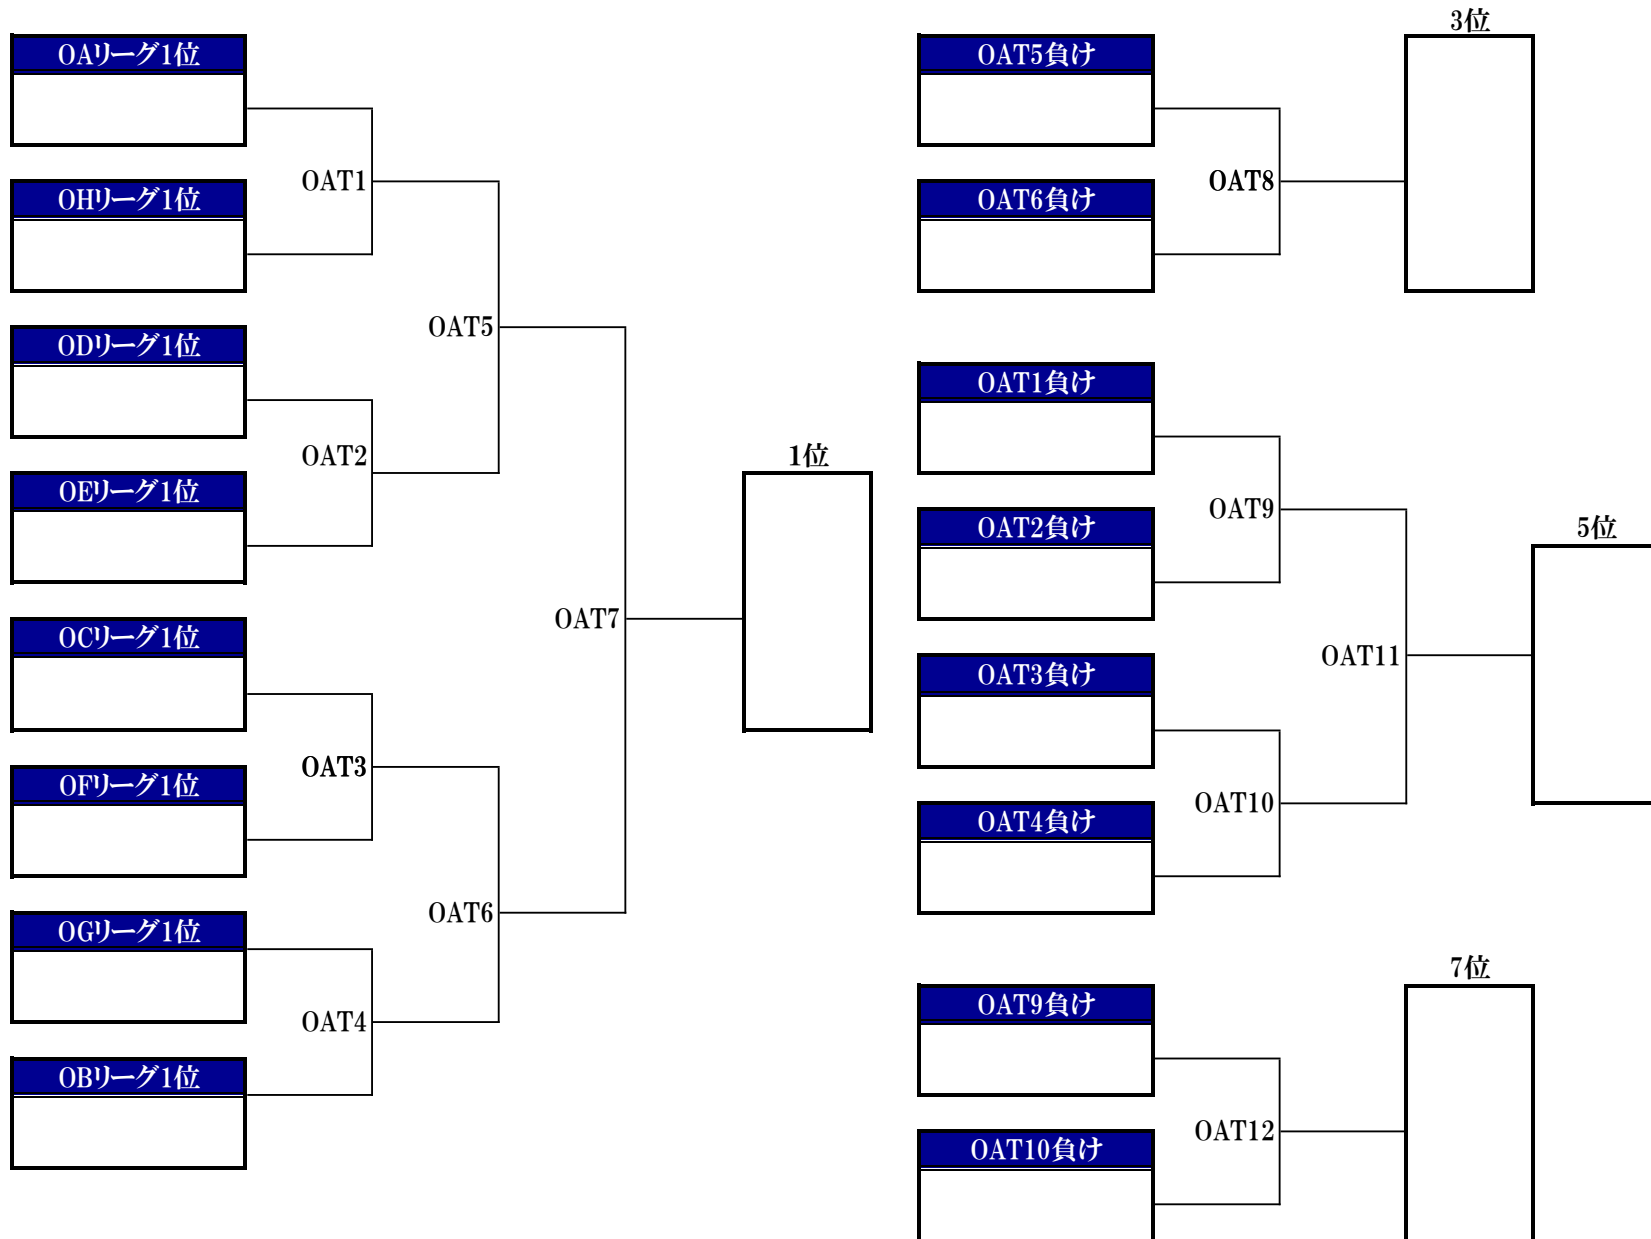 OAリーグ1位
OAT1
OHリーグ1位
OAT5
ODリーグ1位
OAT2
OEリーグ1位
1位
OAT7
OCリーグ1位
OAT3
OFリーグ1位
OAT6
OGリーグ1位
OAT4
OBリーグ1位
3位
OAT5負け
OAT8
OAT6負け
OAT1負け
OAT9
OAT2負け
5位
OAT11
OAT3負け
OAT10
OAT4負け
7位
OAT9負け
OAT12
OAT10負け